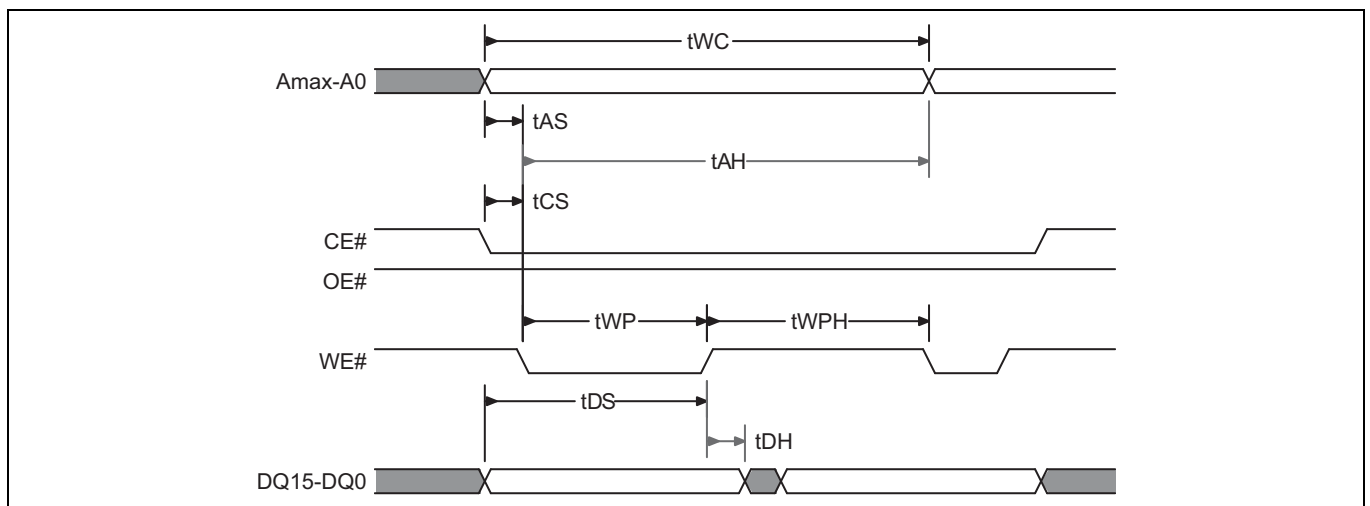 tWC
Amax-A0
tAS
tAH
tCS
CE#
OE#
tWP tWPH
WE#
tDS
tDH
DQ15-DQ0